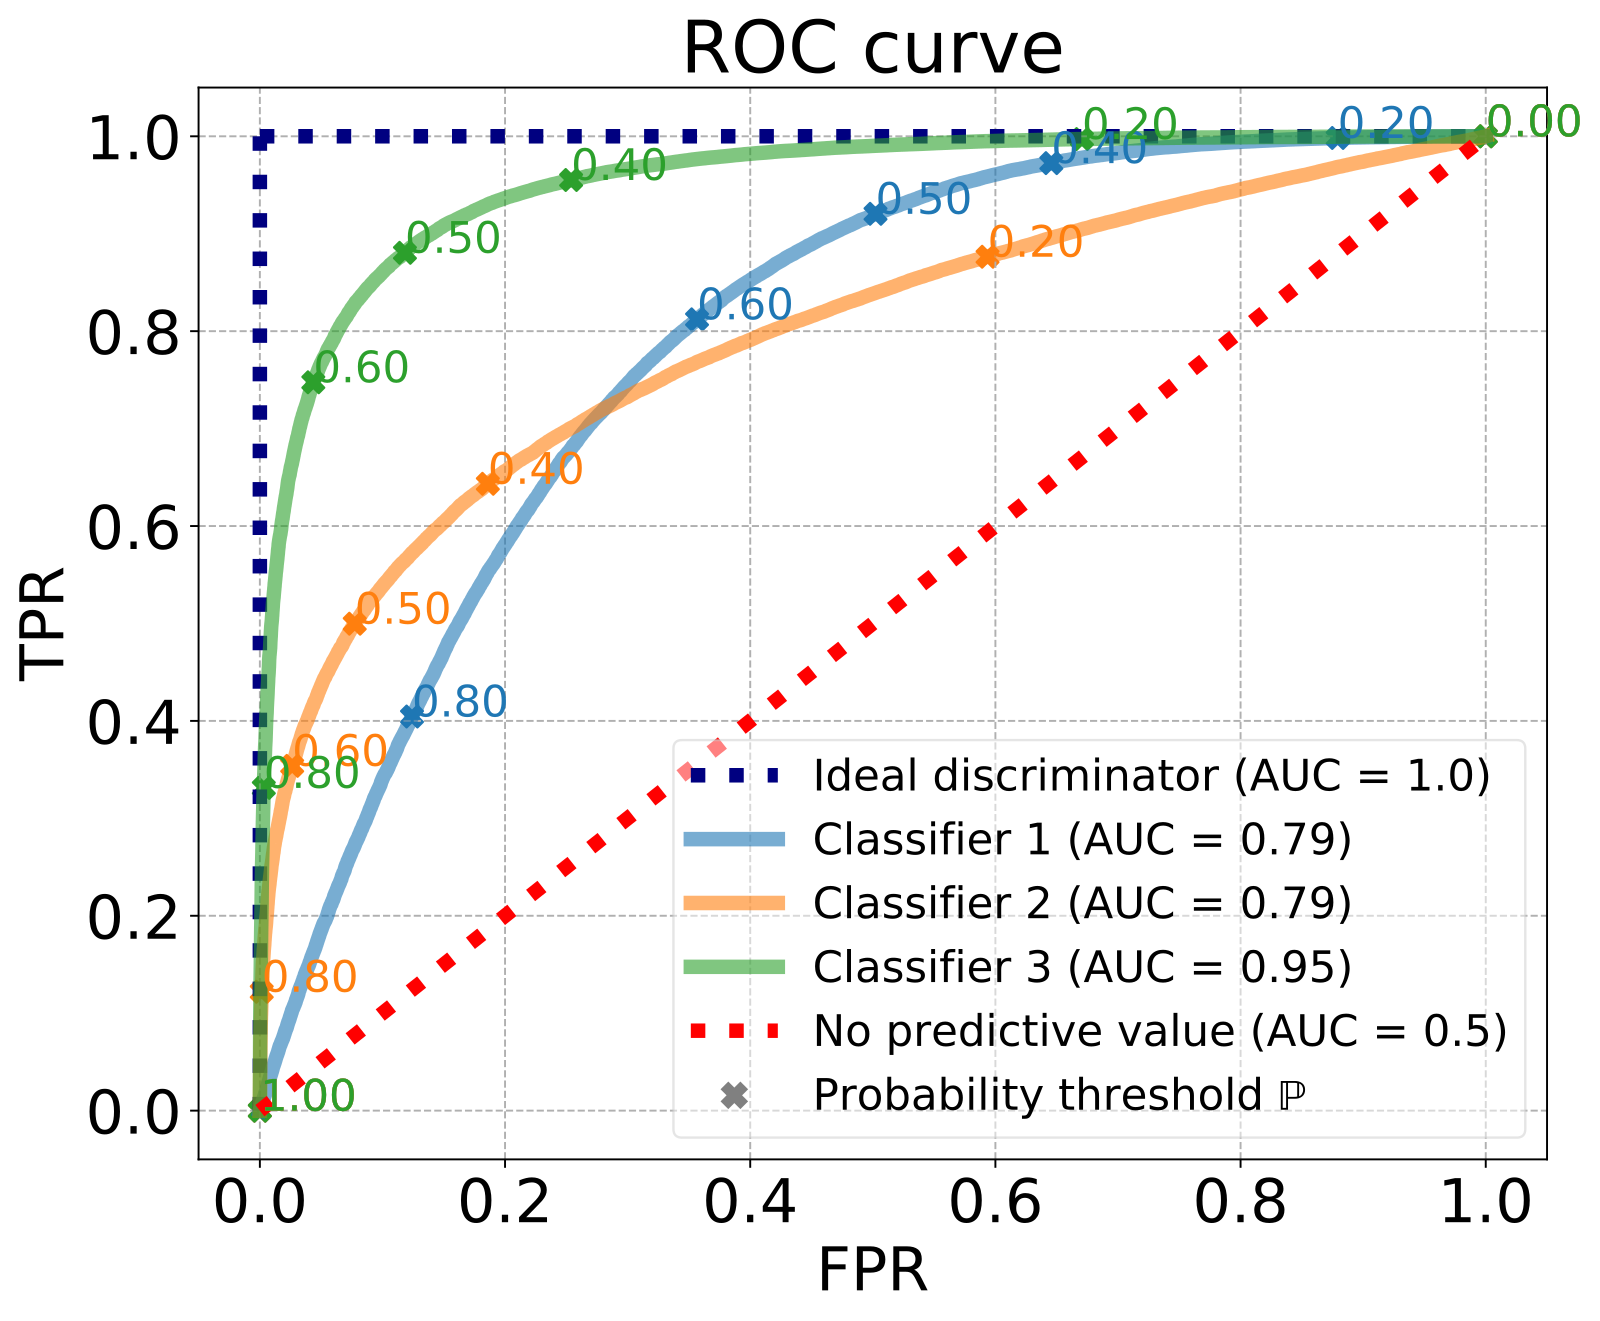 ROC curve
1.0
0.8
0.6
0.4
0.2
0.0
TPR
0.20
0.20
0.00
0.40
0.40
0.50
0.50
0.20
0.60
0.60
0.40
0.50
0.80
0.60
0.80
0.80
1.00
Ideal discriminator (AUC = 1.0)
Classifier 1 (AUC = 0.79)
Classifier 2 (AUC = 0.79)
Classifier 3 (AUC = 0.95)
No predictive value (AUC = 0.5)
Probability threshold ℙ
0.0 0.2 0.4 0.6 0.8 1.0
FPR